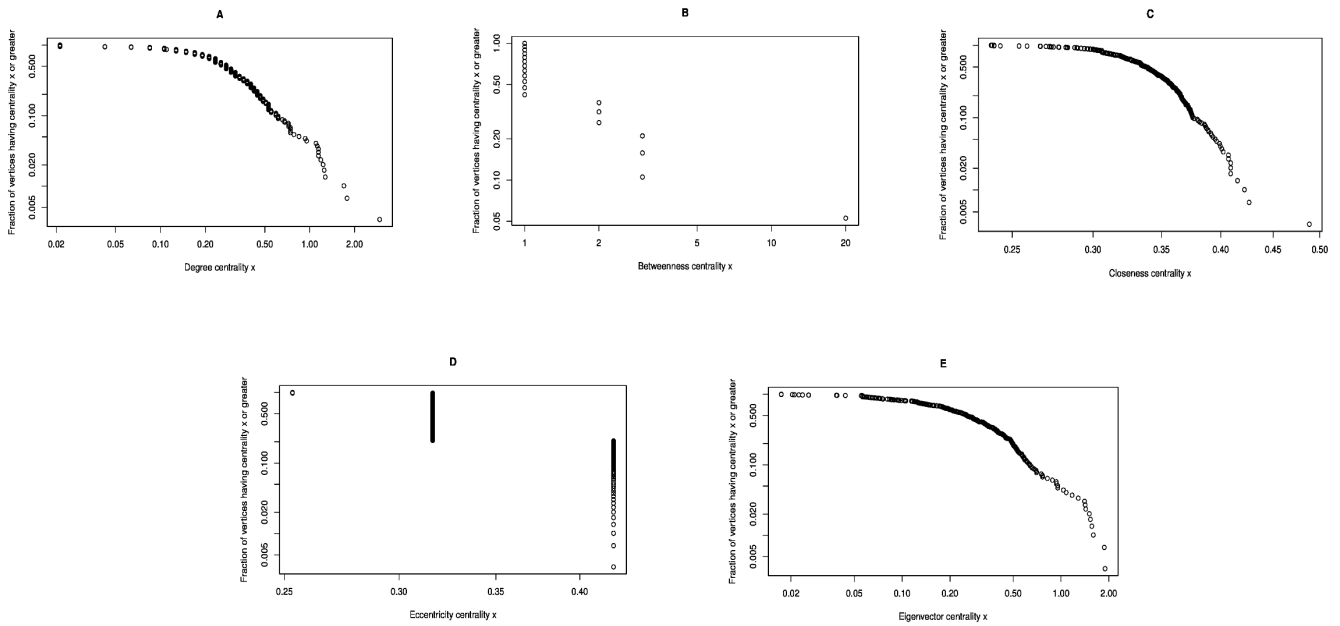 A
Fraction of vertices having centrality x or greater
0.005 0.020 0.100 0.500
0.02 0.05 0.10 0.20 0.50 1.00 2.00
Degree centrality x
B
Fraction of vertices having centrality x or greater
0.05 0.10 0.20 0.50 1.00
1 2 5 10 20
Betweenness centrality x
C
Fraction of vertices having centrality x or greater
0.005 0.020 0.100 0.500
0.25 0.30 0.35 0.40 0.45 0.50
Closeness centrality x
D
Fraction of vertices having centrality x or greater
0.005 0.020 0.100 0.500
0.25 0.30 0.35 0.40
Eccentricity centrality x
E
Fraction of vertices having centrality x or greater
0.005 0.020 0.100 0.500
0.02 0.05 0.10 0.20 0.50 1.00 2.00
Eigenvector centrality x